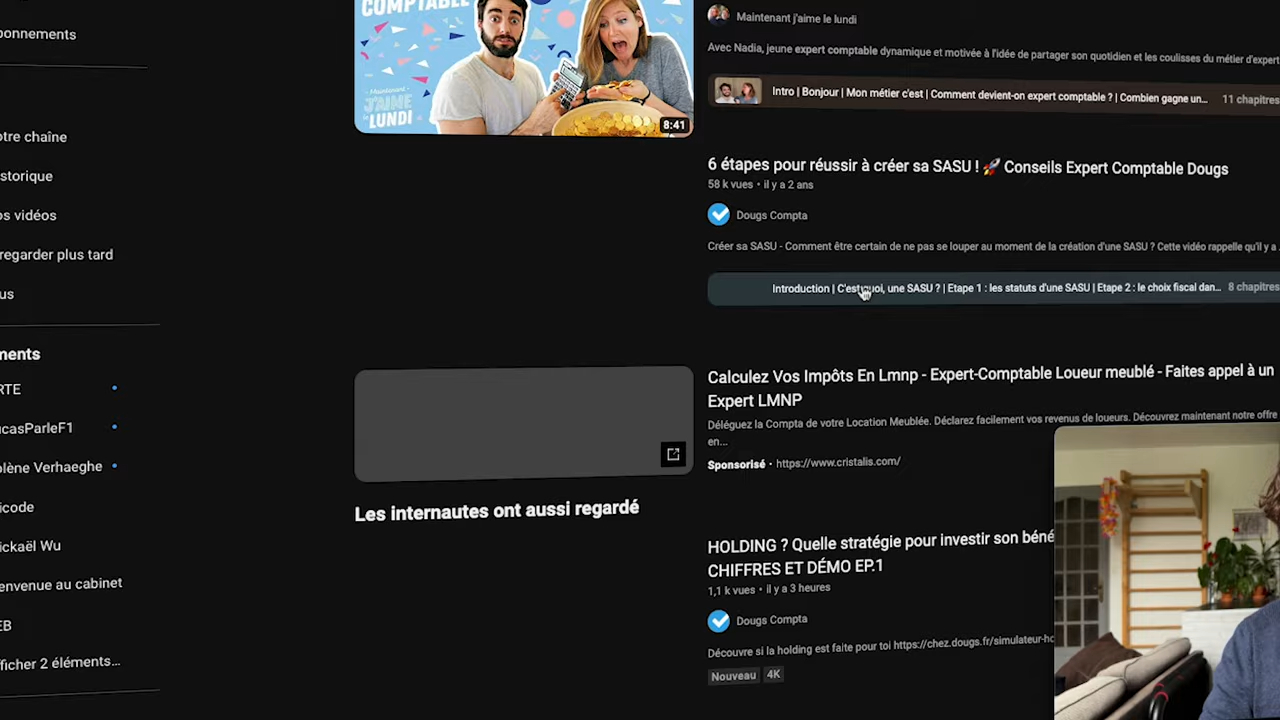 COMPTABLE
MAINTENANT
J'AIME
LUNDI
8:41
Maintenant j'aime le lundi
Avec Nadia, jeune expert comptable dynamique et motivée à l'idée de partager son quotidien et les coulisses du métier d'expert
Intro | Bonjour | Mon métier c'est | Comment devient-on expert comptable ? | Combien gagne un... 11 chapitres
6 étapes pour réussir à créer sa SASU ! 🚀 Conseils Expert Comptable Dougs
58 k vues • il y a 2 ans
Dougs Compta
Créer sa SASU - Comment être certain de ne pas se louper au moment de la création d'une SASU ? Cette vidéo rappelle qu'il y a ...
Introduction | C'est quoi, une SASU ? | Etape 1 : les statuts d'une SASU | Etape 2 : le choix fiscal dan... 8 chapitres
Calculez Vos Impôts En Lmnp - Expert-Comptable Loueur meublé - Faites appel à un
Expert LMNP
Déléguez la Compta de votre Location Meublée. Déclarez facilement vos revenus de loueurs. Découvrez maintenant notre offre
en...
Sponsorisé • https://www.cristalis.com/
Les internautes ont aussi regardé
HOLDING ? Quelle stratégie pour investir son béné
CHIFFRES ET DÉMO EP.1
1,1 k vues • il y a 3 heures
Dougs Compta
Découvre si la holding est faite pour toi https://chez.dougs.fr/simulateur-ho
Nouveau 4K
onnements
otre chaîne
storique
os vidéos
regarder plus tard
us
ments
RTE
ucasParleF1
olène Verhaeghe
icode
ickaël Wu
envenue au cabinet
EB
ficher 2 éléments...